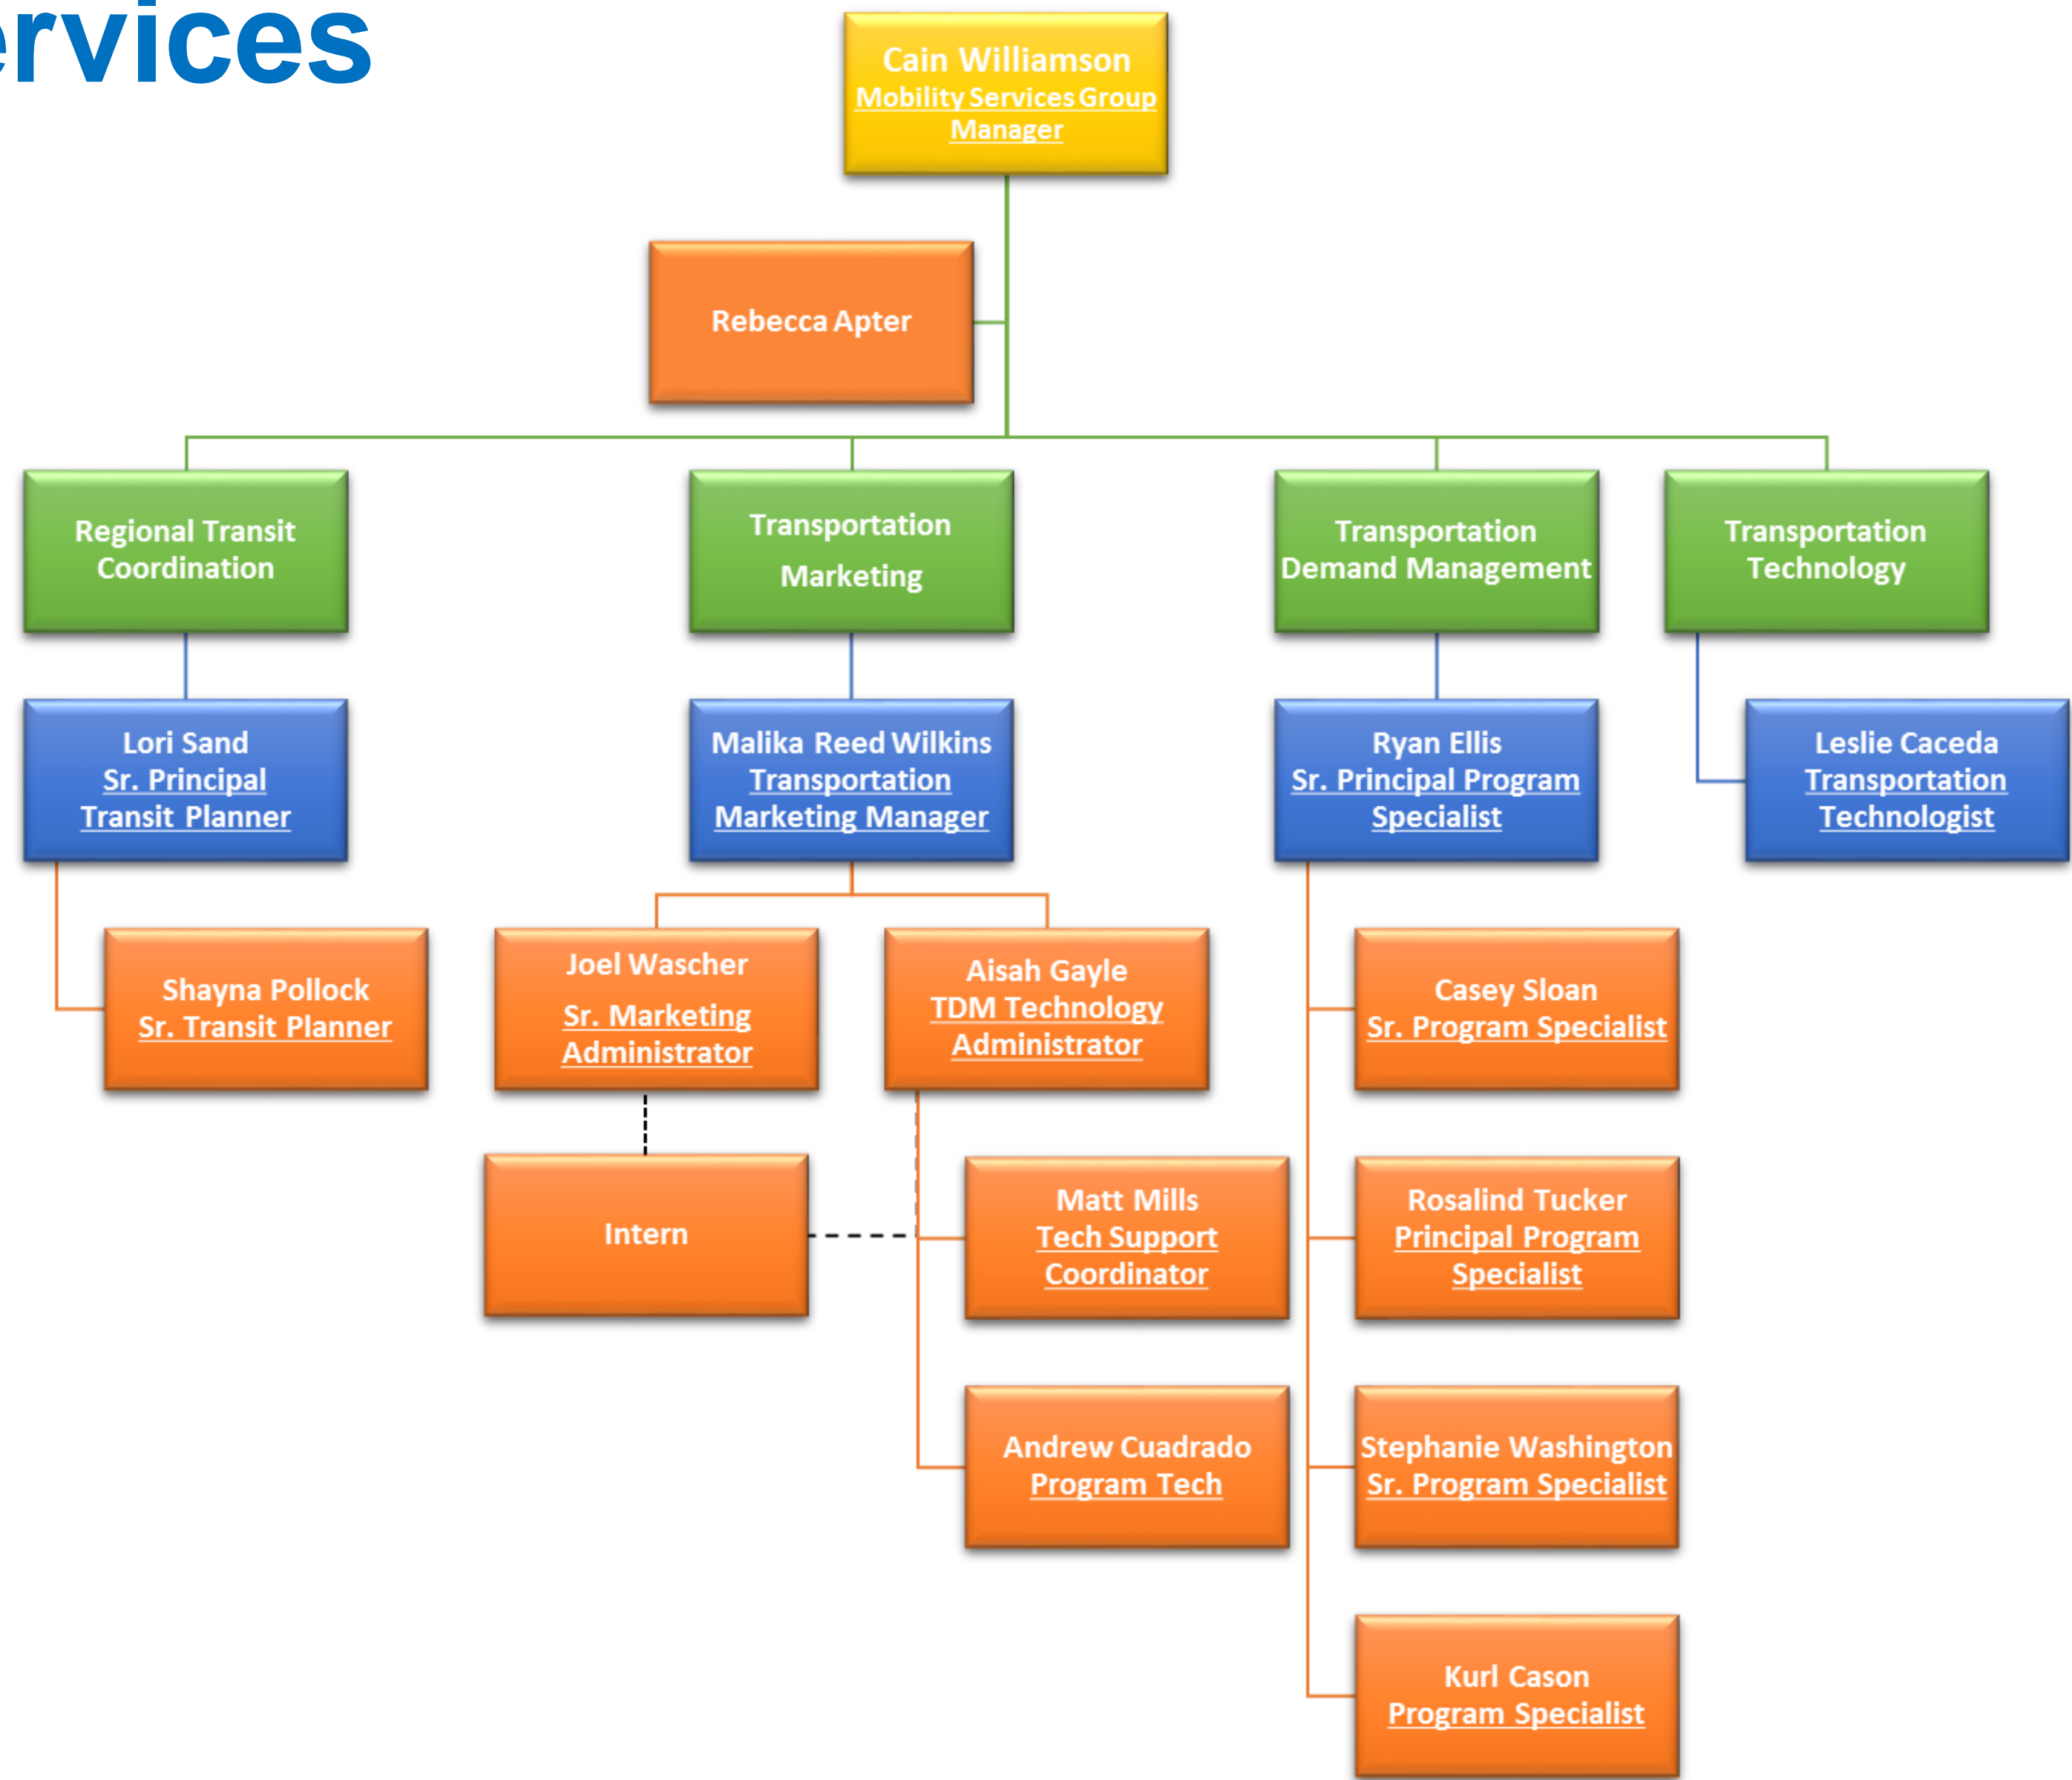 ervices
Cain Williamson
Mobility Services Group
Manager
Rebecca Apter
Regional Transit
Coordination
Transportation
Marketing
Transportation
Demand Management
Transportation
Technology
Lori Sand
Sr. Principal
Transit Planner
Malika Reed Wilkins
Transportation
Marketing Manager
Ryan Ellis
Sr. Principal Program
Specialist
Leslie Caceda
Transportation
Technologist
Shayna Pollock
Sr. Transit Planner
Joel Wascher
Sr. Marketing
Administrator
Aisah Gayle
TDM Technology
Administrator
Casey Sloan
Sr. Program Specialist
Intern
Matt Mills
Tech Support
Coordinator
Rosalind Tucker
Principal Program
Specialist
Andrew Cuadrado
Program Tech
Stephanie Washington
Sr. Program Specialist
Kurl Cason
Program Specialist